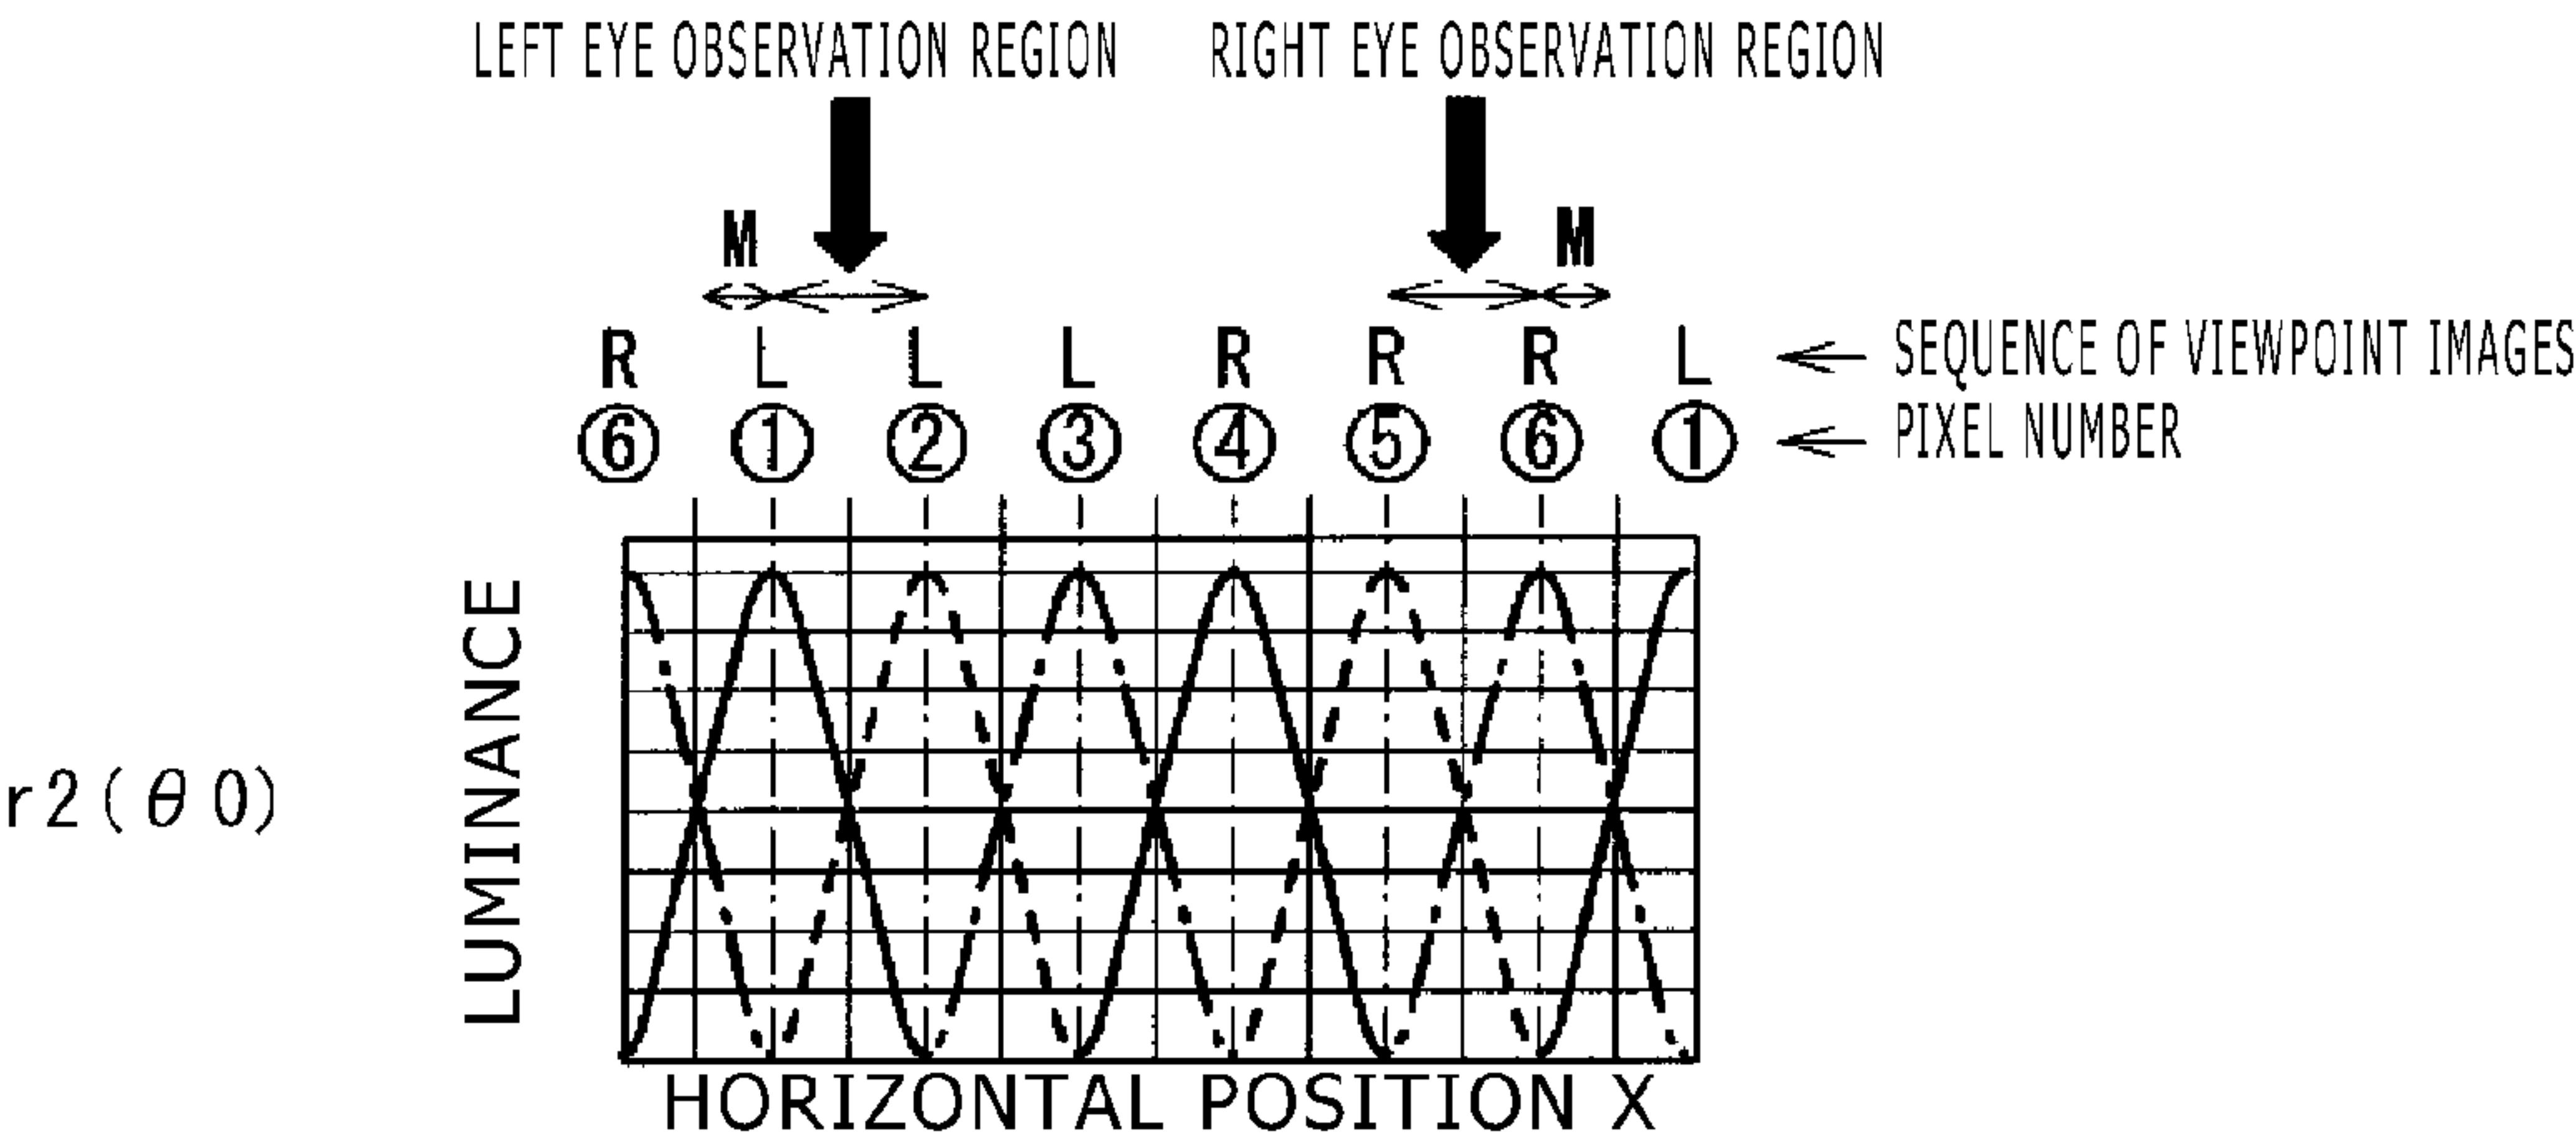 LEFT EYE OBSERVATION REGION RIGHT EYE OBSERVATION REGION
M M
R L L L R R R L ← SEQUENCE OF VIEWPOINT IMAGES
⑥ ① ② ③ ④ ⑤ ⑥ ① ← PIXEL NUMBER
LUMINANCE
r2(θ0)
HORIZONTAL POSITION X